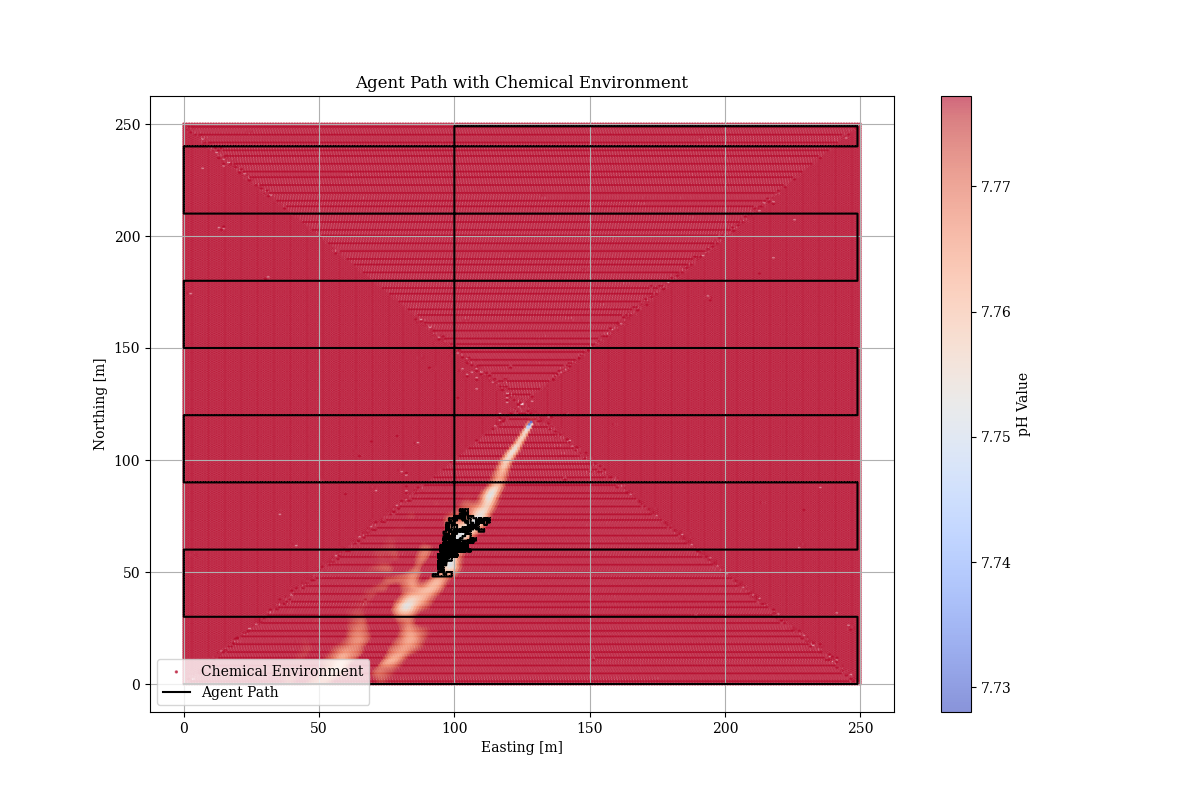 Agent Path with Chemical Environment
Northing [m]
250
200
150
100
50
0
0
50
100
150
200
250
Easting [m]
Chemical Environment
Agent Path
7.77
7.76
7.75
7.74
7.73
pH Value